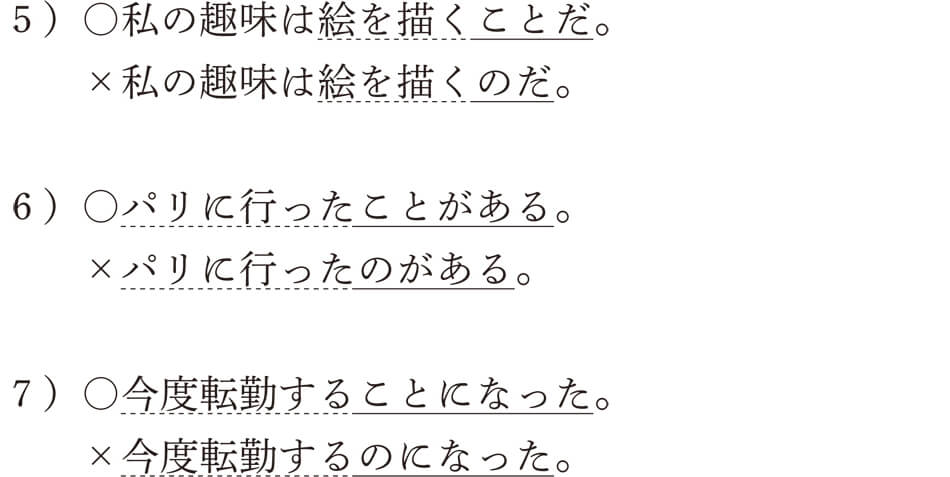 5）○私の趣味は絵を描くことだ。
×私の趣味は絵を描くのだ。
6）○パリに行ったことがある。
×パリに行ったのがある。
7）○今度転勤することになった。
×今度転勤するのになった。